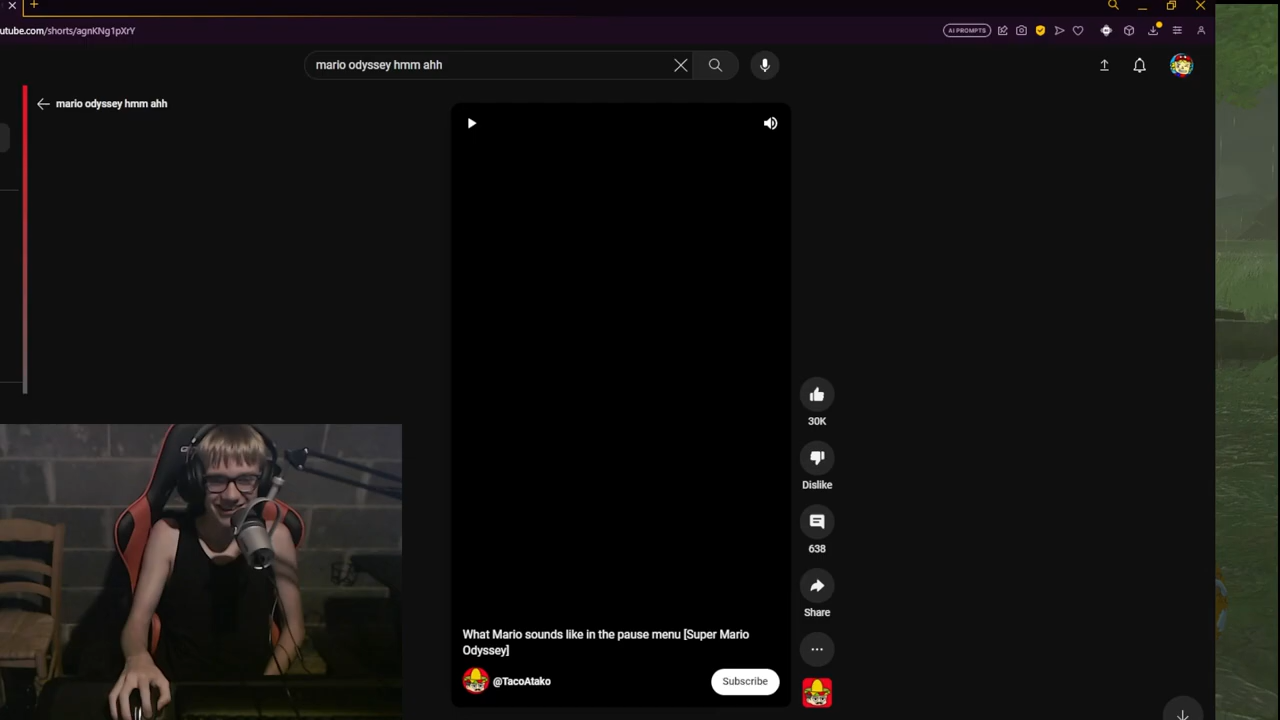 utube.com/shorts/agnKNg1pXrY
AI PROMPTS
mario odyssey hmm ahh
mario odyssey hmm ahh
30K
Dislike
638
Share
What Mario sounds like in the pause menu [Super Mario
Odyssey]
@TacoAtako
Subscribe